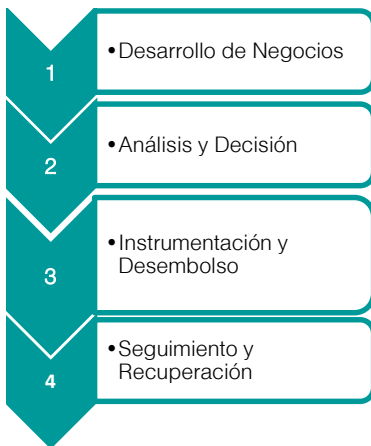 1
•Desarrollo de Negocios
2
•Análisis y Decisión
3
•Instrumentación y
Desembolso
4
•Seguimiento y
Recuperación